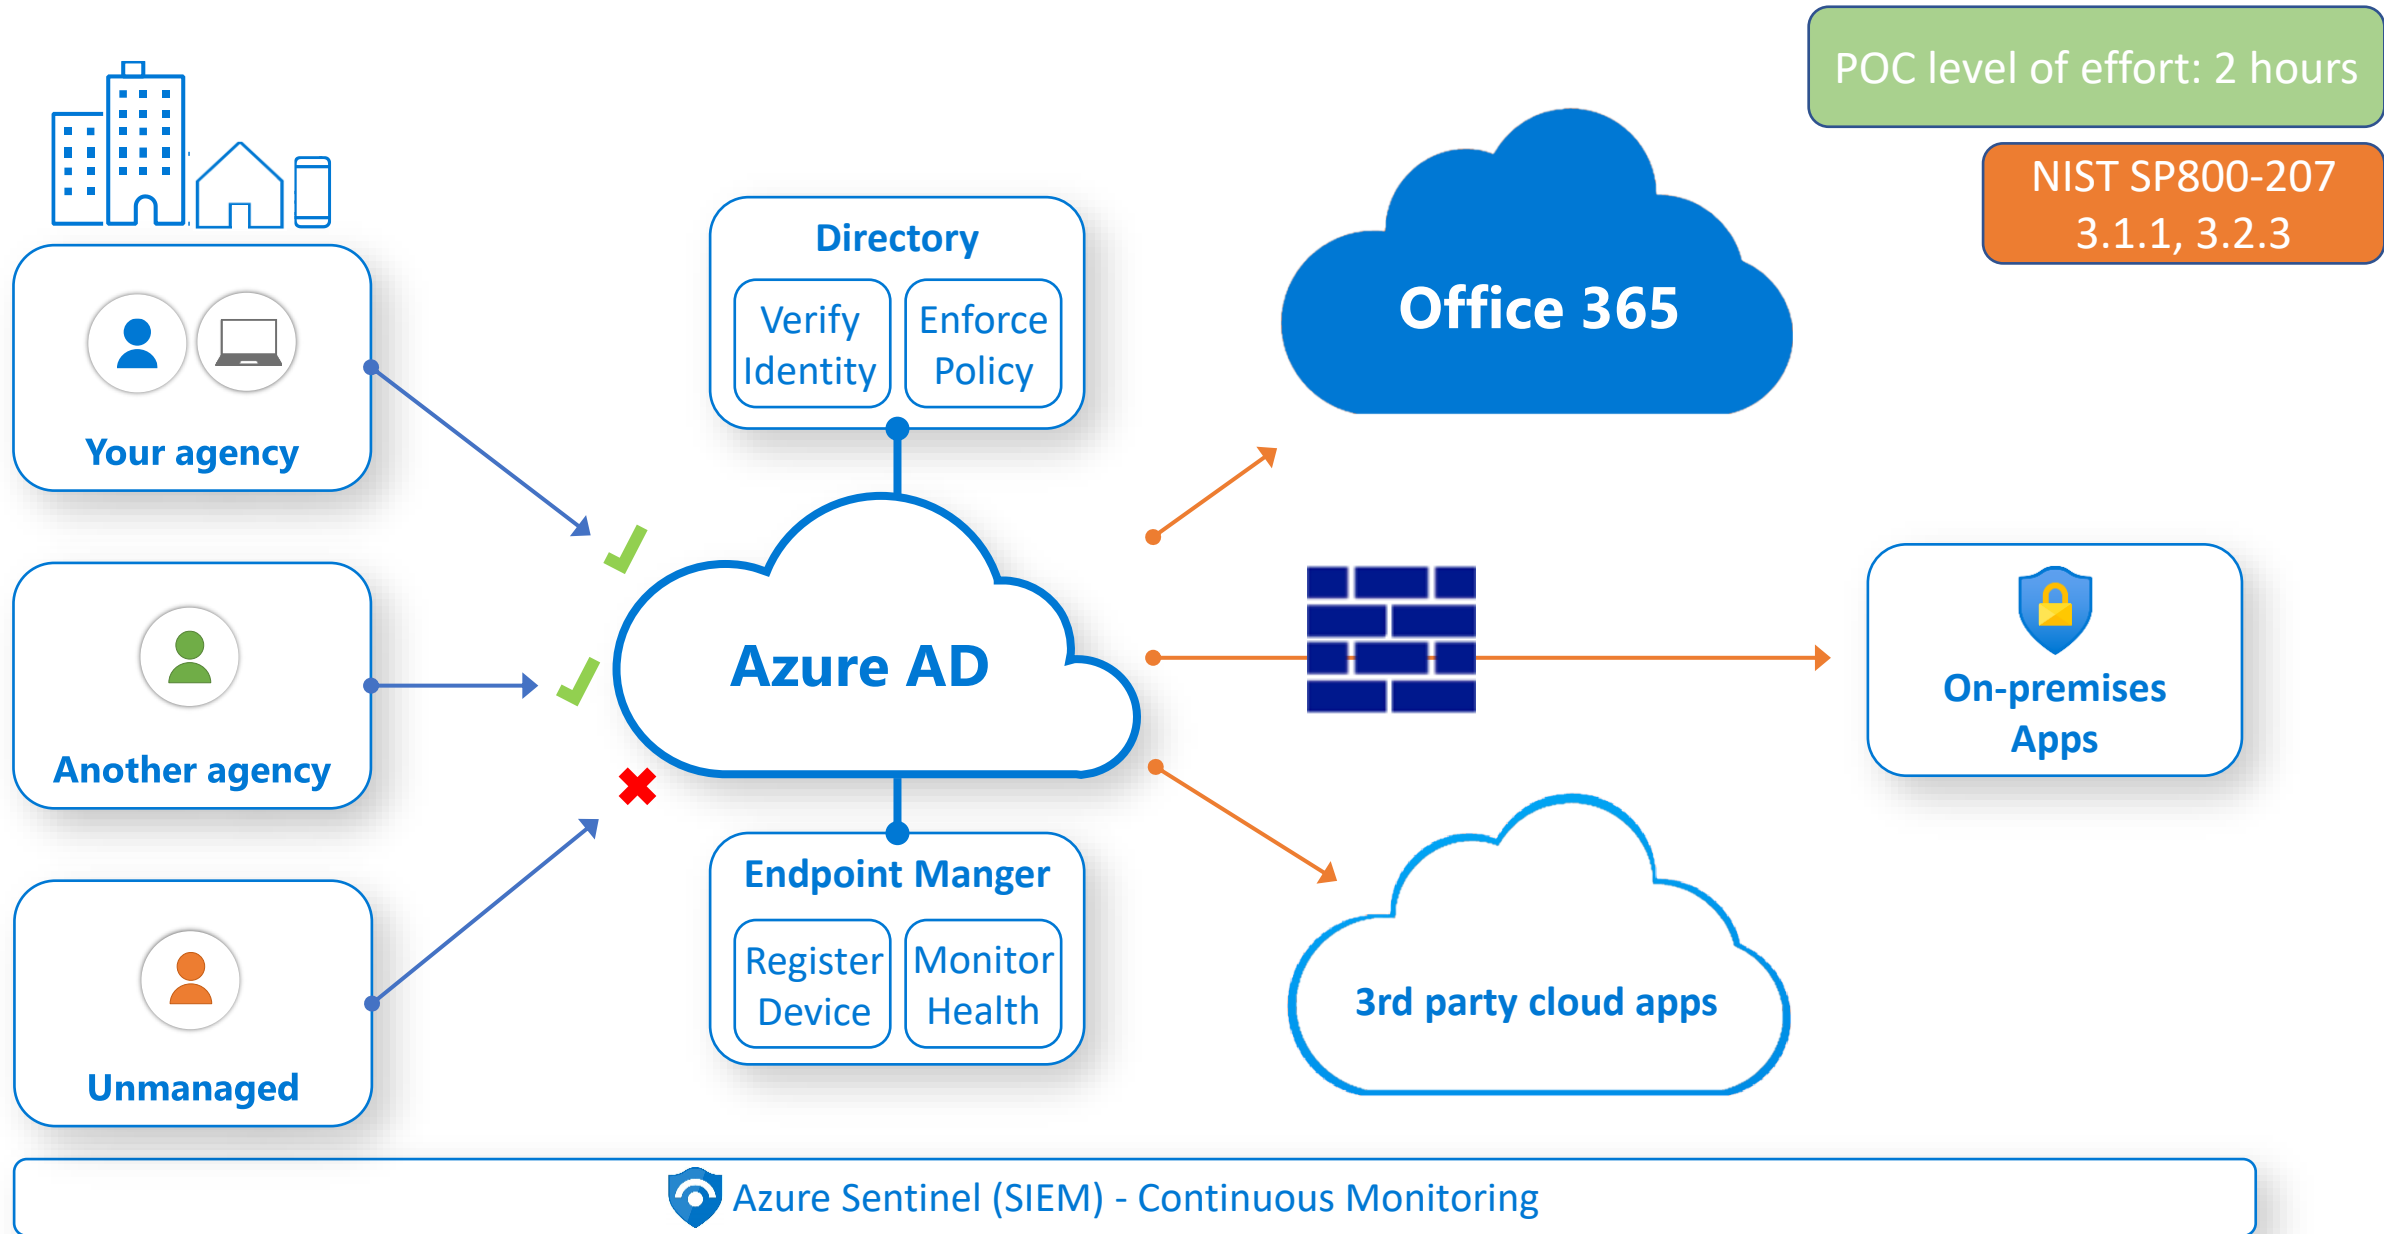 POC level of effort: 2 hours
NIST SP800-207
3.1.1, 3.2.3
Your agency
Another agency
Unmanaged
Directory
Verify
Identity
Enforce
Policy
Azure AD
Endpoint Manger
Register
Device
Monitor
Health
Office 365
On-premises
Apps
3rd party cloud apps
Azure Sentinel (SIEM) - Continuous Monitoring